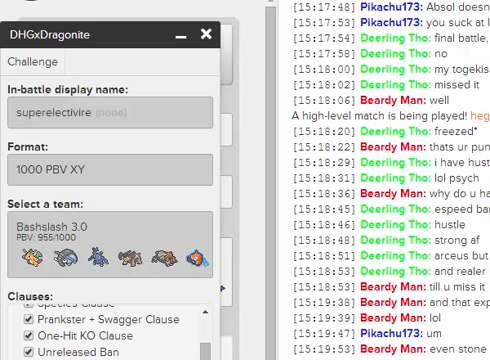 DHGxDragonite
Challenge
In-battle display name:
superelectivire (none)
Format:
1000 PBV XY
Select a team:
Bashslash 3.0
PBV: 955/1000
Clauses:
Species Clause
Prankster + Swagger Clause
One-Hit KO Clause
Unreleased Ban
[15:17:48] Pikachu173: Absol doesn
[15:17:53] Pikachu173: you suck at l
[15:17:54] Deerling Tho: final battle,
[15:17:58] Deerling Tho: no
[15:18:00] Deerling Tho: my togekis
[15:18:02] Deerling Tho: missed it
[15:18:06] Beardy Man: well
A high-level match is being played! heg
[15:18:20] Deerling Tho: freezed*
[15:18:22] Beardy Man: thats ur pun
[15:18:29] Deerling Tho: i have hust
[15:18:31] Deerling Tho: lol psych
[15:18:36] Beardy Man: why do u ha
[15:18:45] Deerling Tho: espeed bar
[15:18:46] Deerling Tho: hustle
[15:18:48] Deerling Tho: strong af
[15:18:51] Deerling Tho: arceus but
[15:18:53] Deerling Tho: and realer
[15:18:53] Beardy Man: till u miss it
[15:19:38] Beardy Man: and that exp
[15:19:39] Beardy Man: lol
[15:19:47] Pikachu173: um
[15:19:53] Beardy Man: even stone